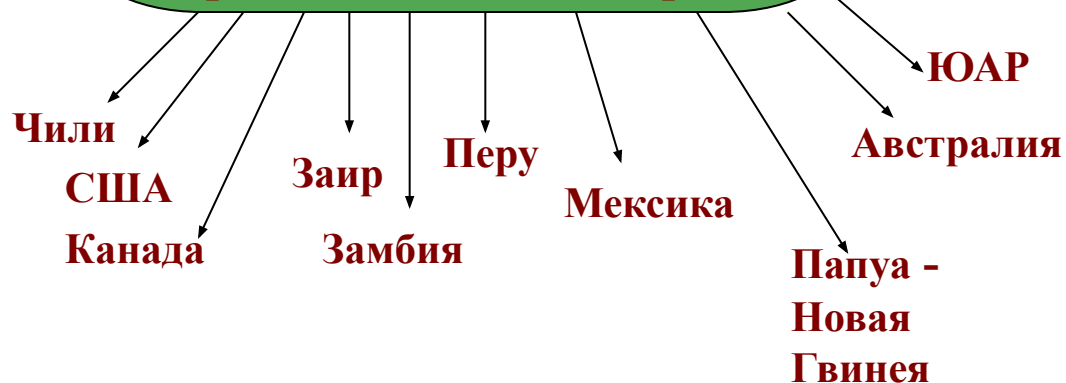 ЮАР
Чили
Австралия
Перу
Заир
США
Мексика
Канада
Замбия
Папуа -
Новая
Гвинея